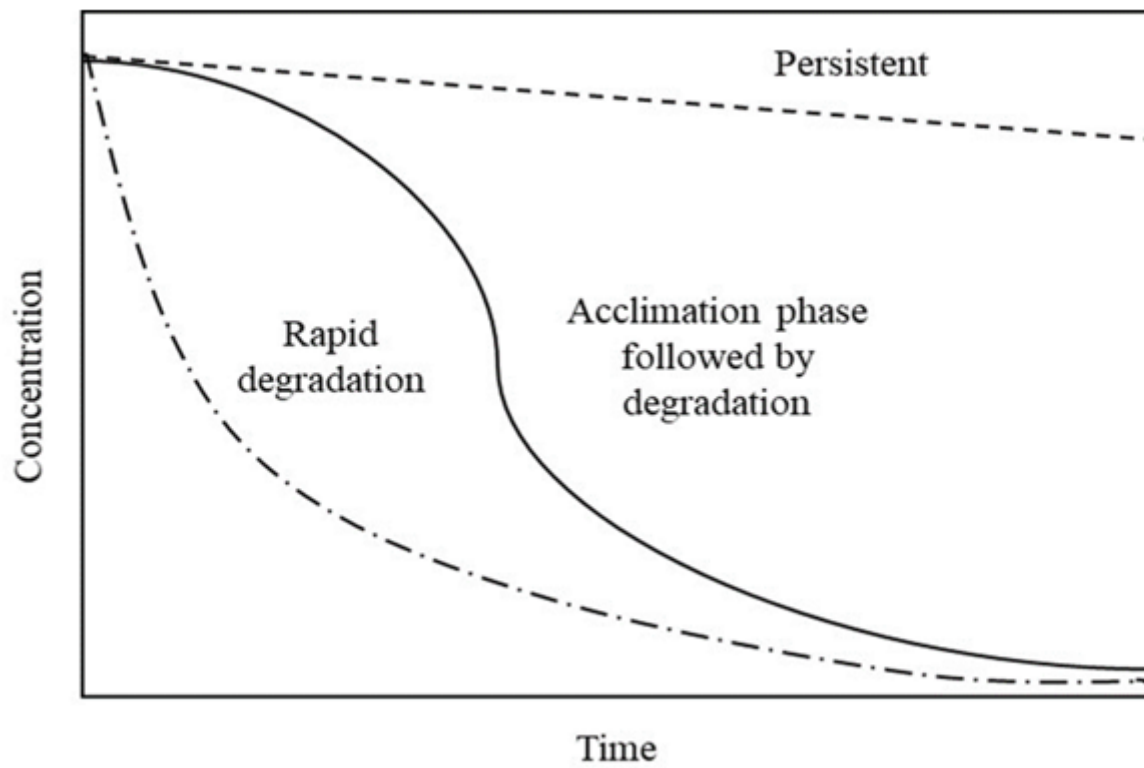 Persistent
Acclimation phase
followed by
degradation
Rapid
degradation
Concentration
Time